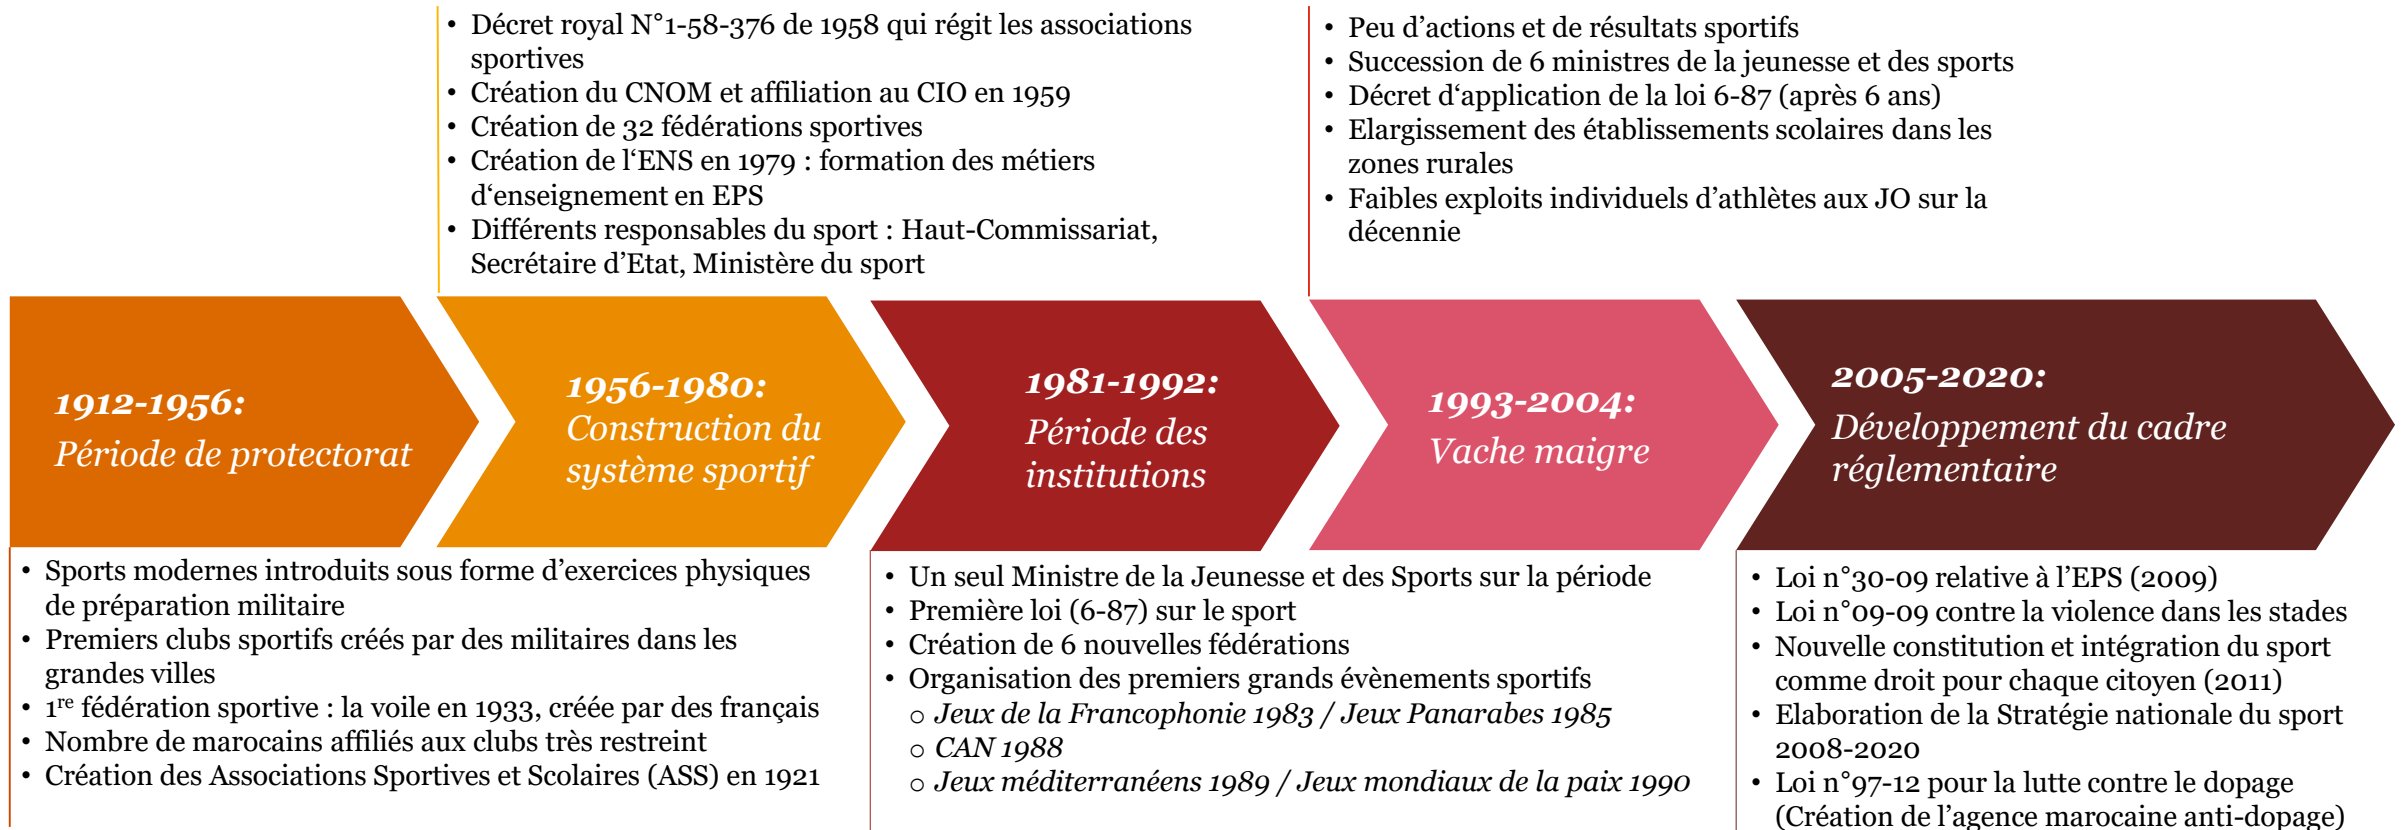 • Décret royal N°1-58-376 de 1958 qui régit les associations
sportives
• Création du CNOM et affiliation au CIO en 1959
• Création de 32 fédérations sportives
• Création de l‘ENS en 1979 : formation des métiers
d‘enseignement en EPS
• Différents responsables du sport : Haut-Commissariat,
Secrétaire d’Etat, Ministère du sport
• Peu d’actions et de résultats sportifs
• Succession de 6 ministres de la jeunesse et des sports
• Décret d‘application de la loi 6-87 (après 6 ans)
• Elargissement des établissements scolaires dans les
zones rurales
• Faibles exploits individuels d’athlètes aux JO sur la
décennie
1912-1956:
Période de protectorat
1956-1980:
Construction du
système sportif
1981-1992:
Période des
institutions
1993-2004:
Vache maigre
2005-2020:
Développement du cadre
réglementaire
• Sports modernes introduits sous forme d’exercices physiques
de préparation militaire
• Premiers clubs sportifs créés par des militaires dans les
grandes villes
• 1re fédération sportive : la voile en 1933, créée par des français
• Nombre de marocains affiliés aux clubs très restreint
• Création des Associations Sportives et Scolaires (ASS) en 1921
• Un seul Ministre de la Jeunesse et des Sports sur la période
• Première loi (6-87) sur le sport
• Création de 6 nouvelles fédérations
• Organisation des premiers grands évènements sportifs
o Jeux de la Francophonie 1983 / Jeux Panarabes 1985
o CAN 1988
o Jeux méditerranéens 1989 / Jeux mondiaux de la paix 1990
• Loi n°30-09 relative à l’EPS (2009)
• Loi n°09-09 contre la violence dans les stades
• Nouvelle constitution et intégration du sport
comme droit pour chaque citoyen (2011)
• Elaboration de la Stratégie nationale du sport
2008-2020
• Loi n°97-12 pour la lutte contre le dopage
(Création de l’agence marocaine anti-dopage)